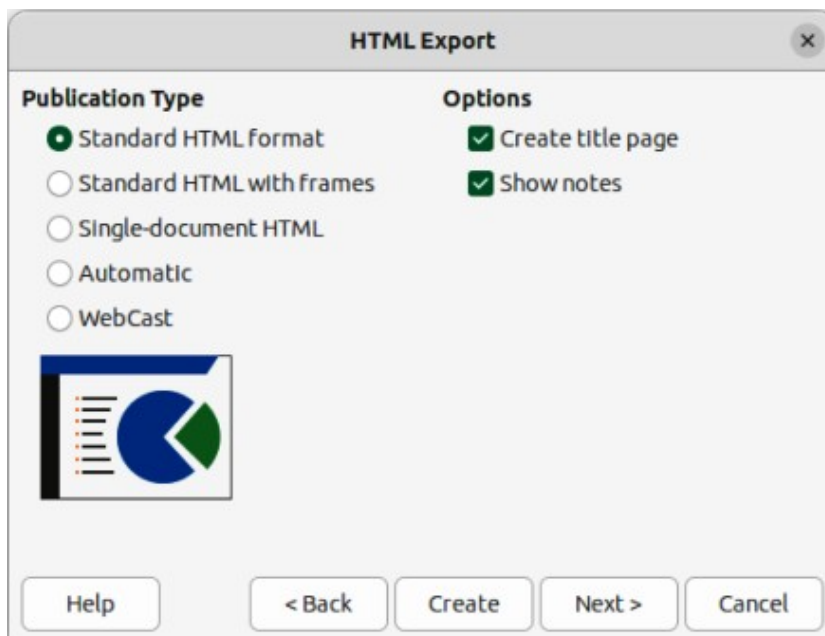 HTML Export
Publication Type
Standard HTML format
Standard HTML with frames
Single-document HTML
Automatic
WebCast
Options
Create title page
Show notes
Help
< Back
Create
Next >
Cancel